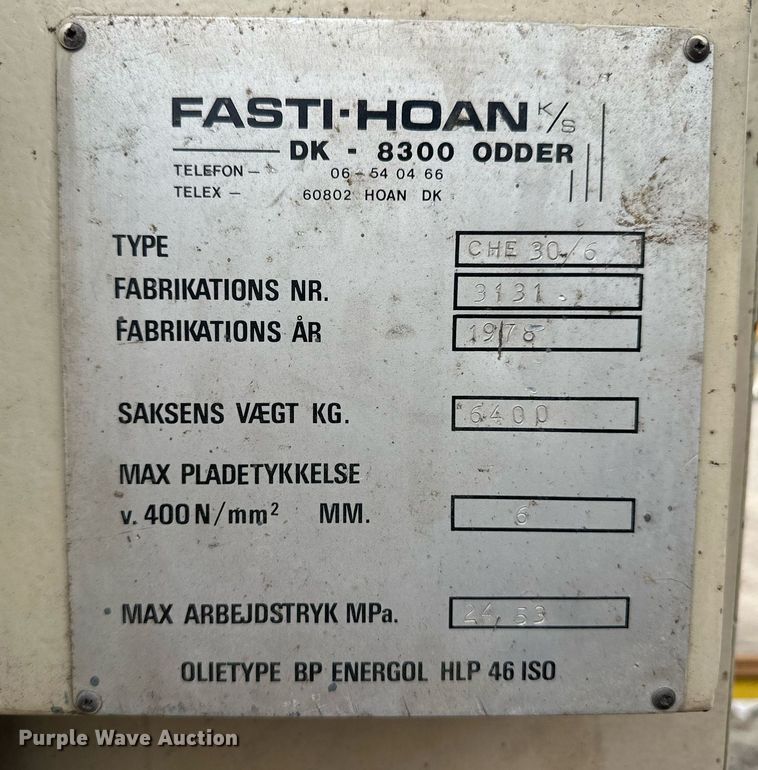 FASTI-HOAN K/S
DK - 8300 ODDER
TELEFON – 06-54 04 66
TELEX – 60802 HOAN DK
TYPE CHE 30/6
FABRIKATIONS NR. 3131
FABRIKATIONS ÅR 1978
SAKSENS VÆGT KG. 6400
MAX PLADETYKKELSE
v. 400 N/mm² MM. 6
MAX ARBEJDSTRYK MPa. 24,53
OLIETYPE BP ENERGOL HLP 46 ISO
Purple Wave Auction